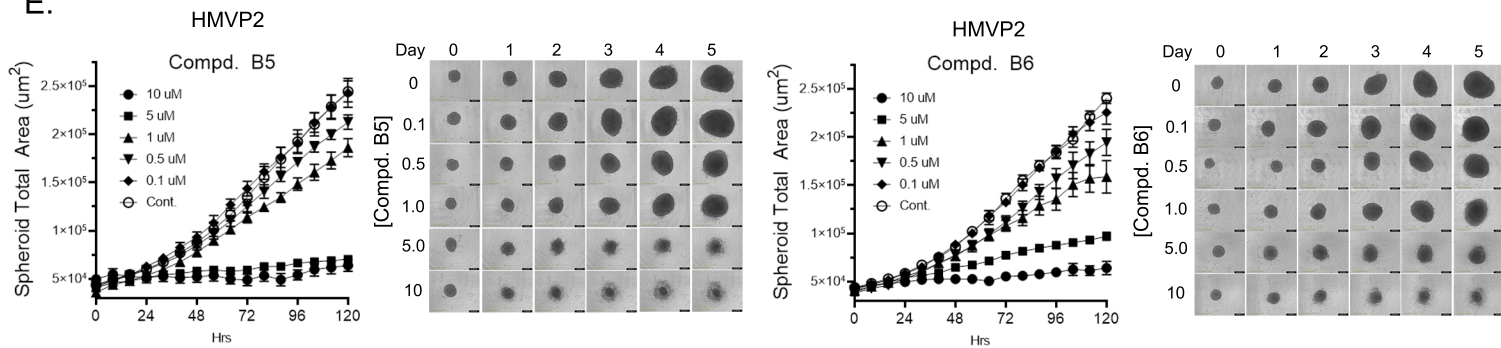 E.
HMVP2
Compd. B5
Spheroid Total Area (um2)
2.5×10⁵
2×10⁵
1.5×10⁵
1×10⁵
5×10⁴
10 uM
5 uM
1 uM
0.5 uM
0.1 uM
Cont.
0 24 48 72 96 120
Hrs
Day 0 1 2 3 4 5
[Compd. B5]
0
0.1
0.5
1.0
5.0
10
HMVP2
Compd. B6
Spheroid Total Area (um2)
2.5×10⁵
2×10⁵
1.5×10⁵
1×10⁵
5×10⁴
10 uM
5 uM
1 uM
0.5 uM
0.1 uM
Cont.
0 24 48 72 96 120
Hrs
Day 0 1 2 3 4 5
[Compd. B6]
0
0.1
0.5
1.0
5.0
10